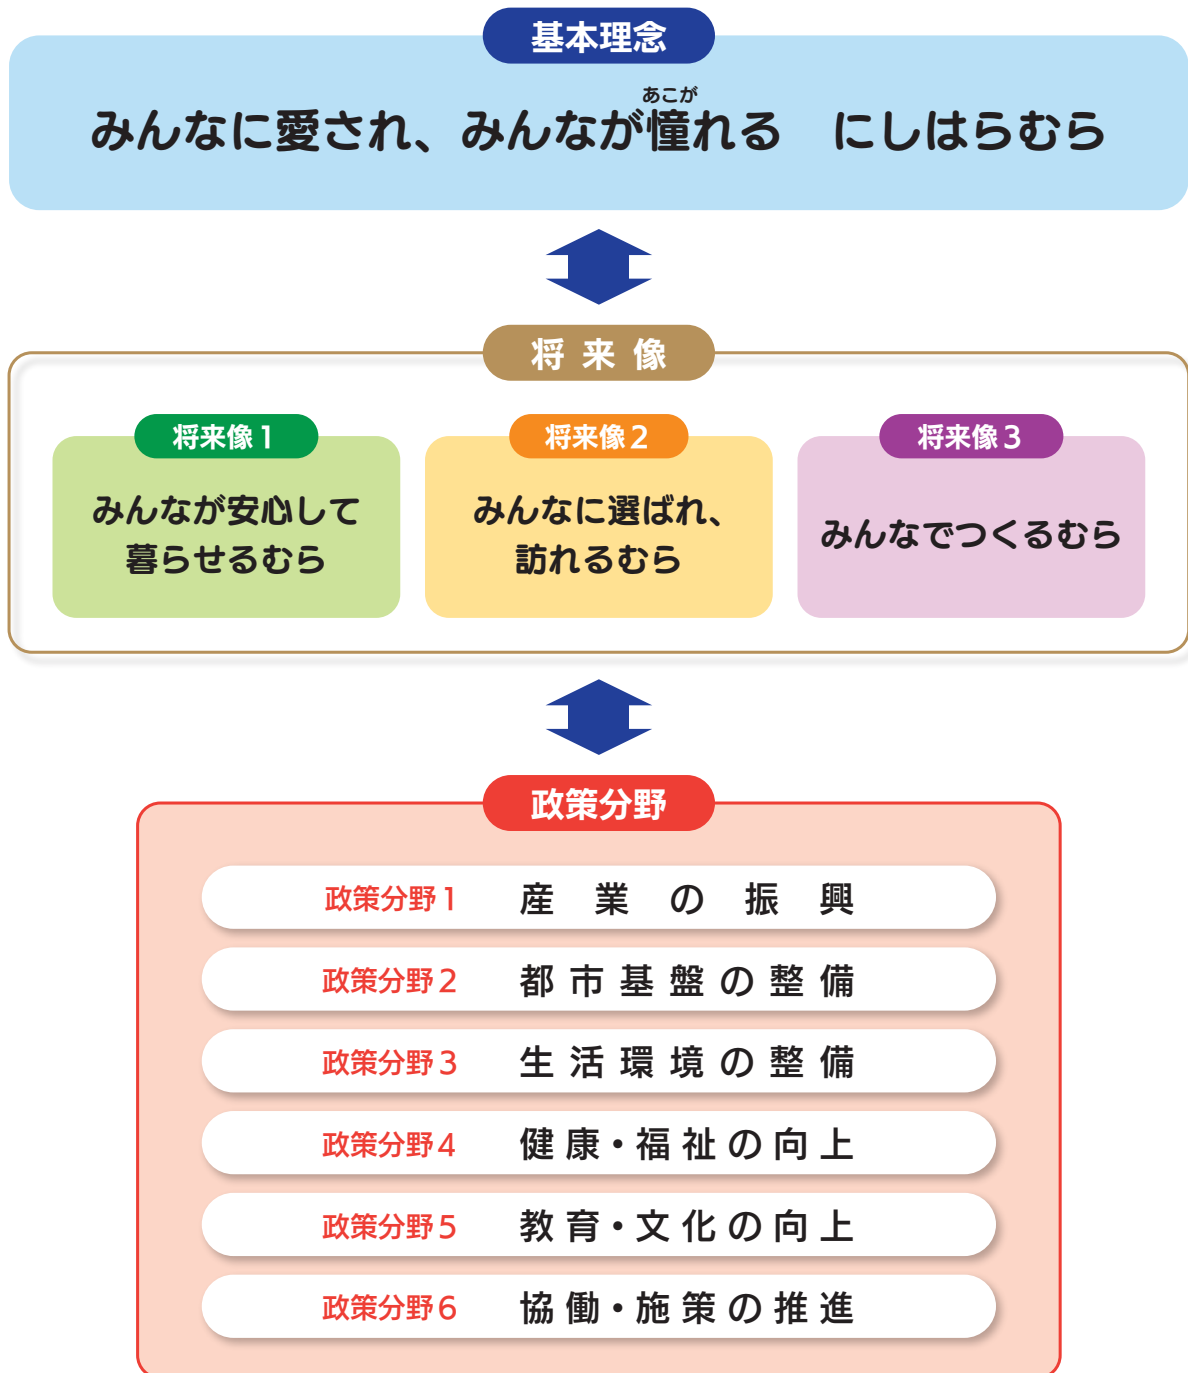 基本理念
あこが
みんなに愛され、みんなが憧れる　にしはらむら
将来像
将来像1
みんなが安心して
暮らせるむら
将来像2
みんなに選ばれ、
訪れるむら
将来像3
みんなでつくるむら
政策分野
政策分野1　産業の振興
政策分野2　都市基盤の整備
政策分野3　生活環境の整備
政策分野4　健康・福祉の向上
政策分野5　教育・文化の向上
政策分野6　協働・施策の推進